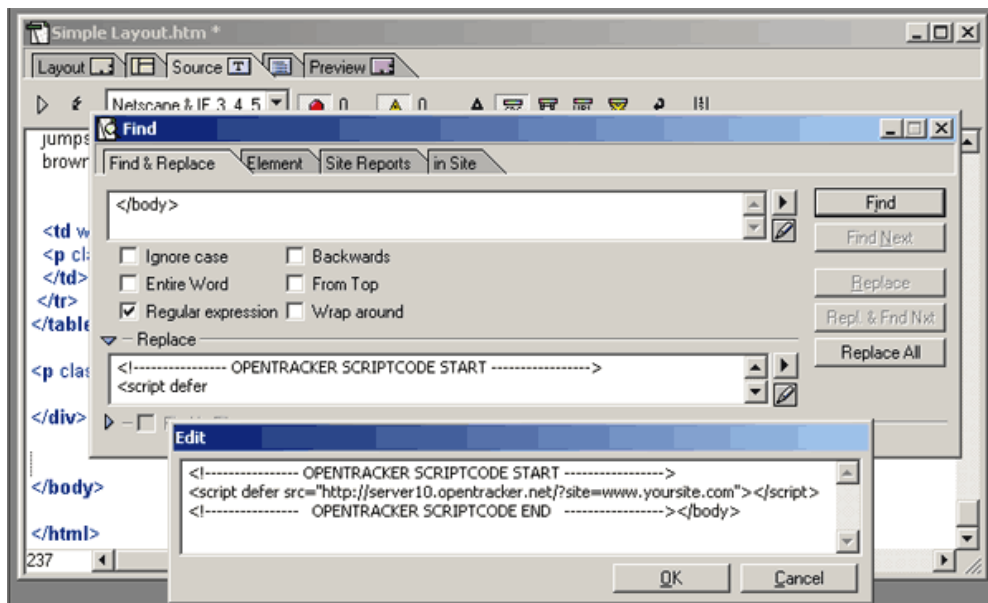 Simple Layout.htm *
Layout Source Preview
Netscape & IF 3 4 5 0 0
Find
jumps
brown
Find & Replace Element Site Reports in Site
</body> Find
Find Next
<td w
<p cl
</td>
</tr>
</table
Ignore case Backwards
Entire Word From Top Replace
Regular expression Wrap around Repl. & Fnd Nxt
Replace Replace All
<p clas
<!----------------- OPENTRACKER SCRIPTCODE START ----------------->
<script defer
</div>
Edit
<!----------------- OPENTRACKER SCRIPTCODE START ----------------->
<script defer src="http://server10.opentracker.net/?site=www.yoursite.com"></script>
<!----------------- OPENTRACKER SCRIPTCODE END -----------------></body>
</body>
</html>
237
OK Cancel